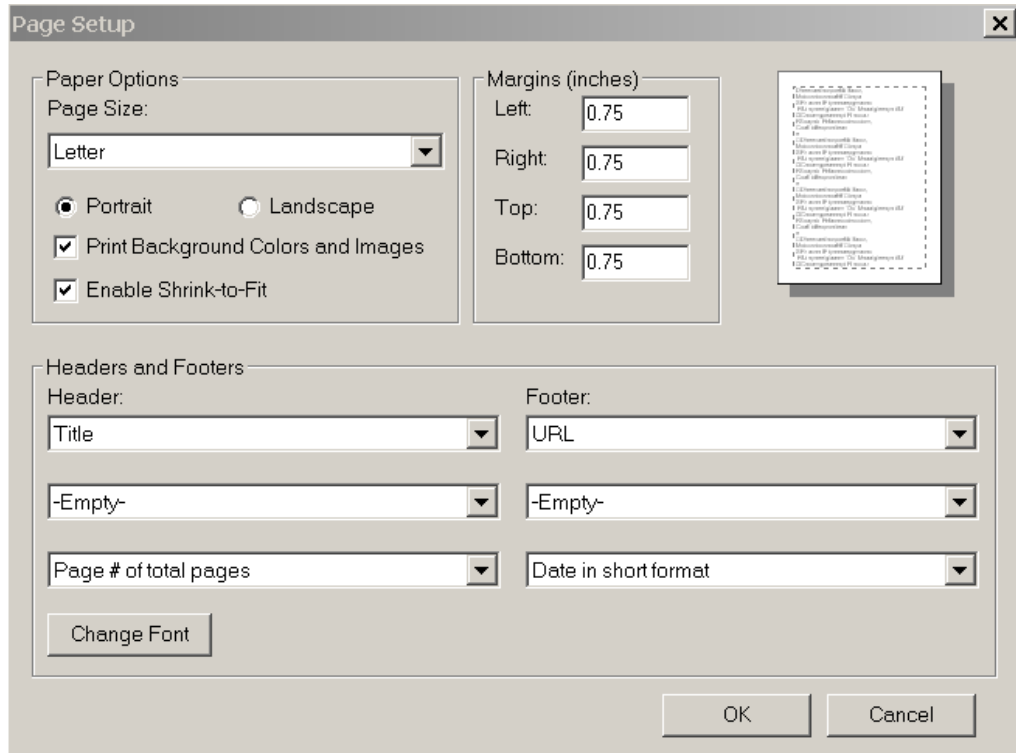 Page Setup
Paper Options
Page Size:
Letter
Portrait
Landscape
Print Background Colors and Images
Enable Shrink-to-Fit
Margins (inches)
Left: 0.75
Right: 0.75
Top: 0.75
Bottom: 0.75
Headers and Footers
Header:
Footer:
Title
URL
-Empty-
-Empty-
Page # of total pages
Date in short format
Change Font
OK
Cancel